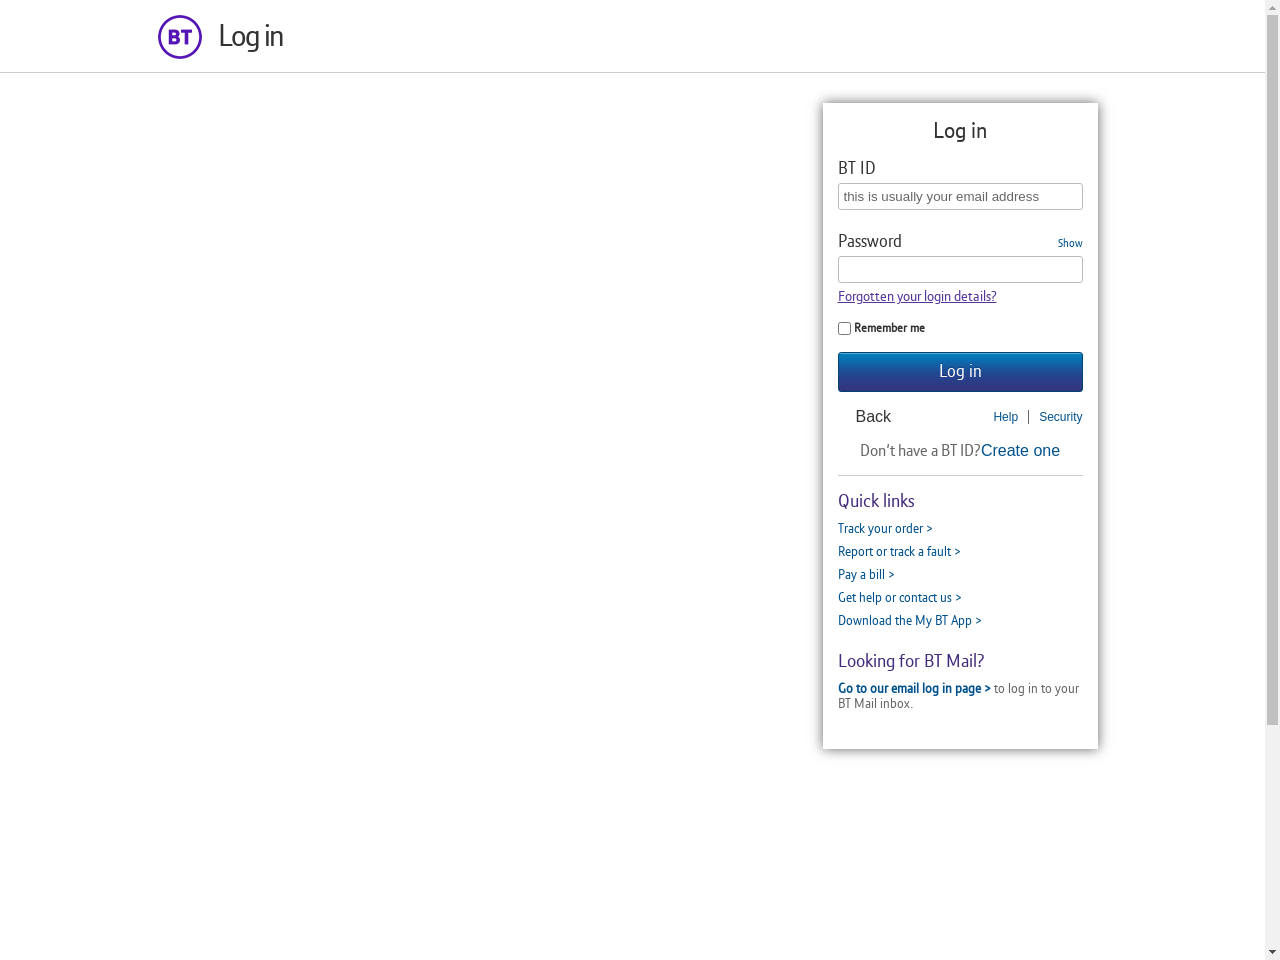 BT Log in
Log in
BT ID
this is usually your email address
Password Show
Forgotten your login details?
Remember me
Log in
Back Help Security
Don't have a BT ID?Create one
Quick links
Track your order >
Report or track a fault >
Pay a bill >
Get help or contact us >
Download the My BT App >
Looking for BT Mail?
Go to our email log in page > to log in to your
BT Mail inbox.